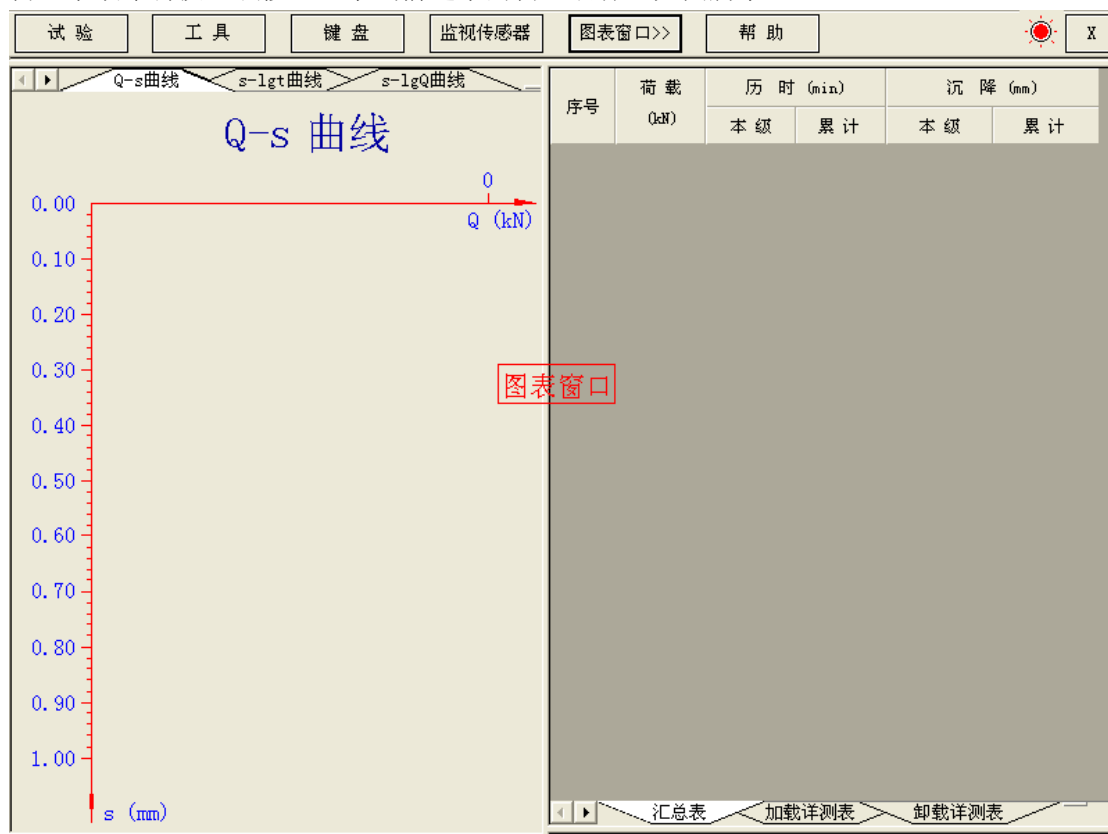 试 验 工 具 键 盘 监视传感器 图表窗口>> 帮 助 X
Q-s曲线 s-lgt曲线 s-lgQ曲线
Q-s 曲线
0
Q (kN)
0.00
0.10
0.20
0.30
0.40
0.50
0.60
0.70
0.80
0.90
1.00
s (mm)
序号 荷 载 (kN) 历 时 (min) 沉 降 (mm)
本 级 累 计 本 级 累 计
图表窗口
汇总表 加载详测表 卸载详测表